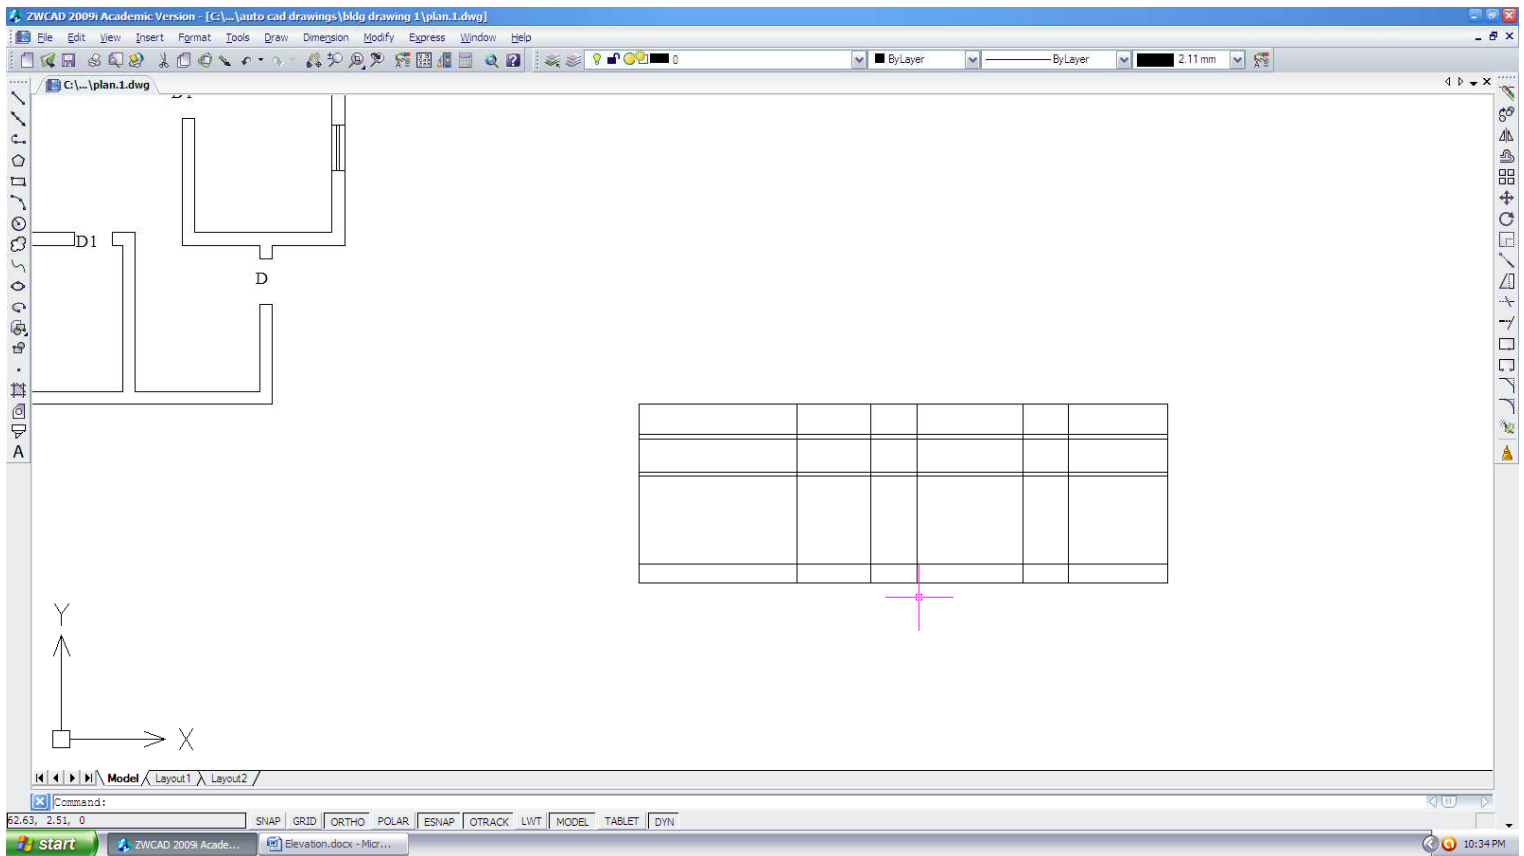 ZWCAD 2009i Academic Version - [C:\...\auto cad drawings\bldg drawing 1\plan.1.dwg]
File Edit View Insert Format Tools Draw Dimension Modify Express Window Help
0 ByLayer ByLayer 2.11 mm
C:\...\plan.1.dwg
D1
D
Y
X
A
Model Layout1 Layout2
Command:
62.63, 2.51, 0 SNAP GRID ORTHO POLAR ESNAP OTRACK LWT MODEL TABLET DYN
start ZWCAD 2009i Acade... Elevation.docx - Micr... 10:34 PM